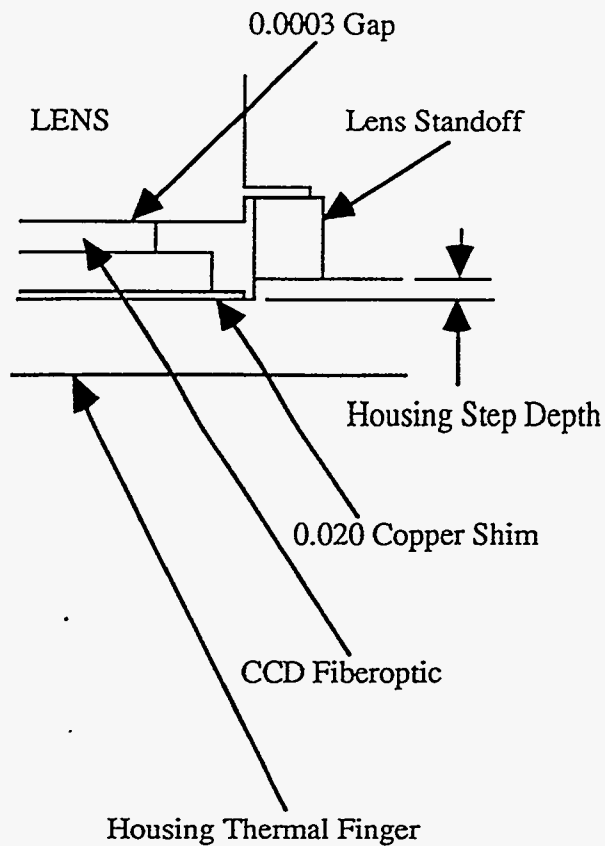 0.0003 Gap
LENS
Lens Standoff
Housing Step Depth
0.020 Copper Shim
CCD Fiberoptic
Housing Thermal Finger